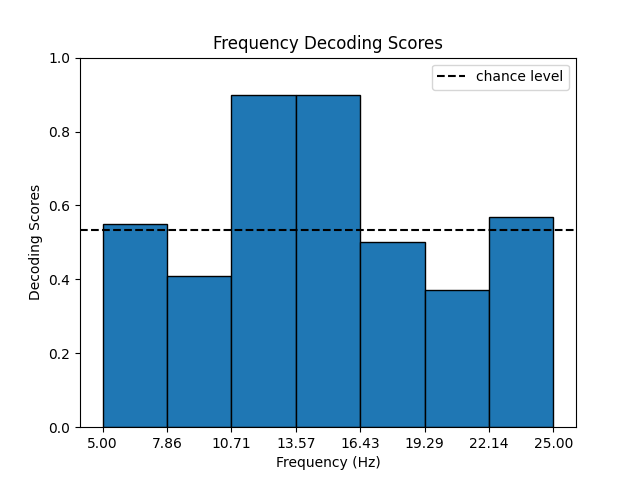 Frequency Decoding Scores
chance level
Decoding Scores
1.0
0.8
0.6
0.4
0.2
0.0
5.00 7.86 10.71 13.57 16.43 19.29 22.14 25.00
Frequency (Hz)